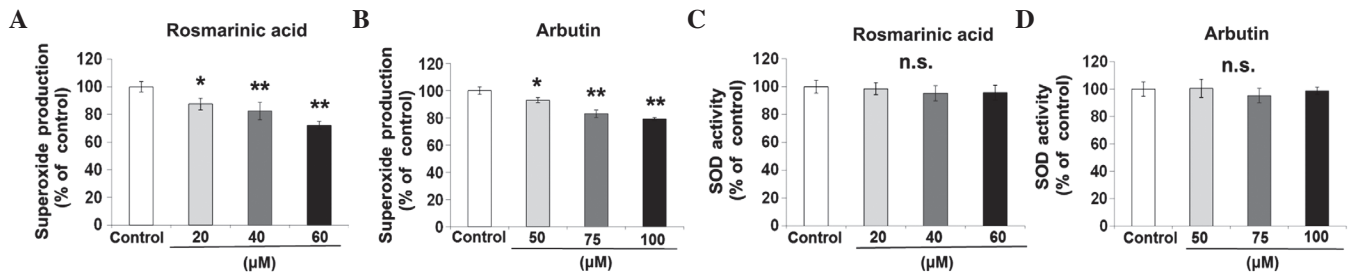 A
Rosmarinic acid
Superoxide production
(% of control)
120
100
80
60
40
20
0
*
**
**
Control
20
40
60
(µM)
B
Arbutin
Superoxide production
(% of control)
120
100
80
60
40
20
0
*
**
**
Control
50
75
100
(µM)
C
Rosmarinic acid
n.s.
SOD activity
(% of control)
120
100
80
60
40
20
0
Control
20
40
60
(µM)
D
Arbutin
n.s.
SOD activity
(% of control)
120
100
80
60
40
20
0
Control
50
75
100
(µM)